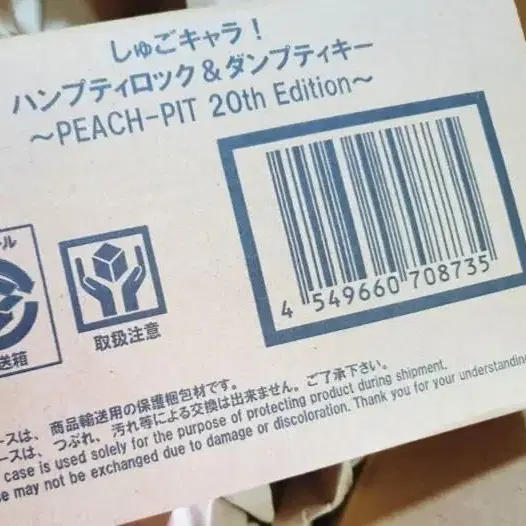 しゅごキャラ！
ハンプティロック＆ダンプティキー
～PEACH-PIT 20th Edition～
4 549660 708735
ール
送箱
取扱注意
ースは、商品輸送用の保護梱包材です。
ースは、つぶれ、汚れ等による交換は出来ません。ご了承下さい。
case is used solely for the purpose of protecting product during shipment.
se may not be exchanged due to damage or discoloration. Thank you for your understanding